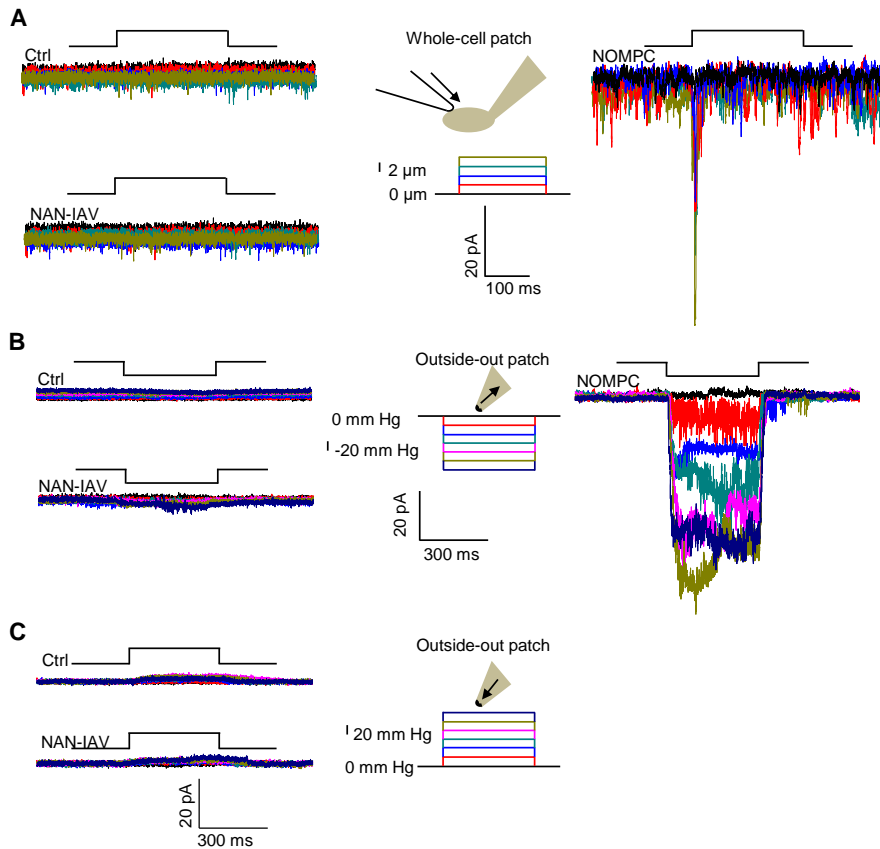 A
Ctrl
Whole-cell patch
NOMPC
2 µm
0 µm
NAN-IAV
20 pA
100 ms
B
Ctrl
Outside-out patch
NOMPC
0 mm Hg
-20 mm Hg
NAN-IAV
20 pA
300 ms
C
Ctrl
Outside-out patch
20 mm Hg
NAN-IAV
0 mm Hg
20 pA
300 ms